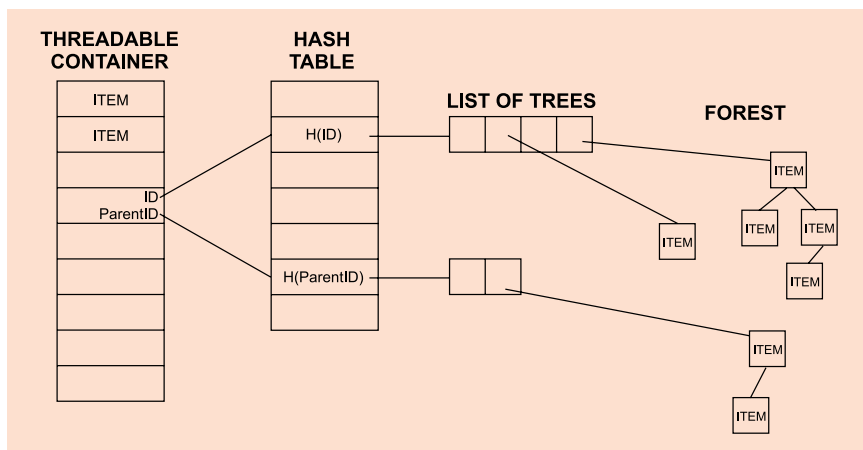 THREADABLE
CONTAINER
HASH
TABLE
LIST OF TREES
FOREST
ITEM
ITEM
ID
ParentID
H(ID)
H(ParentID)
ITEM
ITEM
ITEM
ITEM
ITEM
ITEM
ITEM